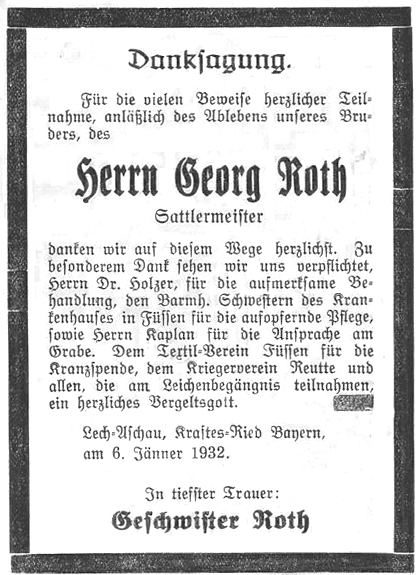 Danksagung.
Für die vielen Beweise herzlicher Teil-
nahme, anläßlich des Ablebens unseres Bru-
ders, des
Herrn Georg Roth
Sattlermeister
danken wir auf diesem Wege herzlichst. Zu
besonderem Dank sehen wir uns verpflichtet,
Herrn Dr. Holzer, für die aufmerksame Be-
handlung, den Barmh. Schwestern des Kran-
kenhauses in Füssen für die aufopfernde Pflege,
sowie Herrn Kaplan für die Ansprache am
Grabe. Dem Textil-Verein Füssen für die
Kranzspende, dem Kriegerverein Reutte und
allen, die am Leichenbegängnis teilnahmen,
ein herzliches Vergeltsgott.
Lech-Aschau, Kraftes-Ried Bayern,
am 6. Jänner 1932.
In tiefster Trauer:
Geschwister Roth